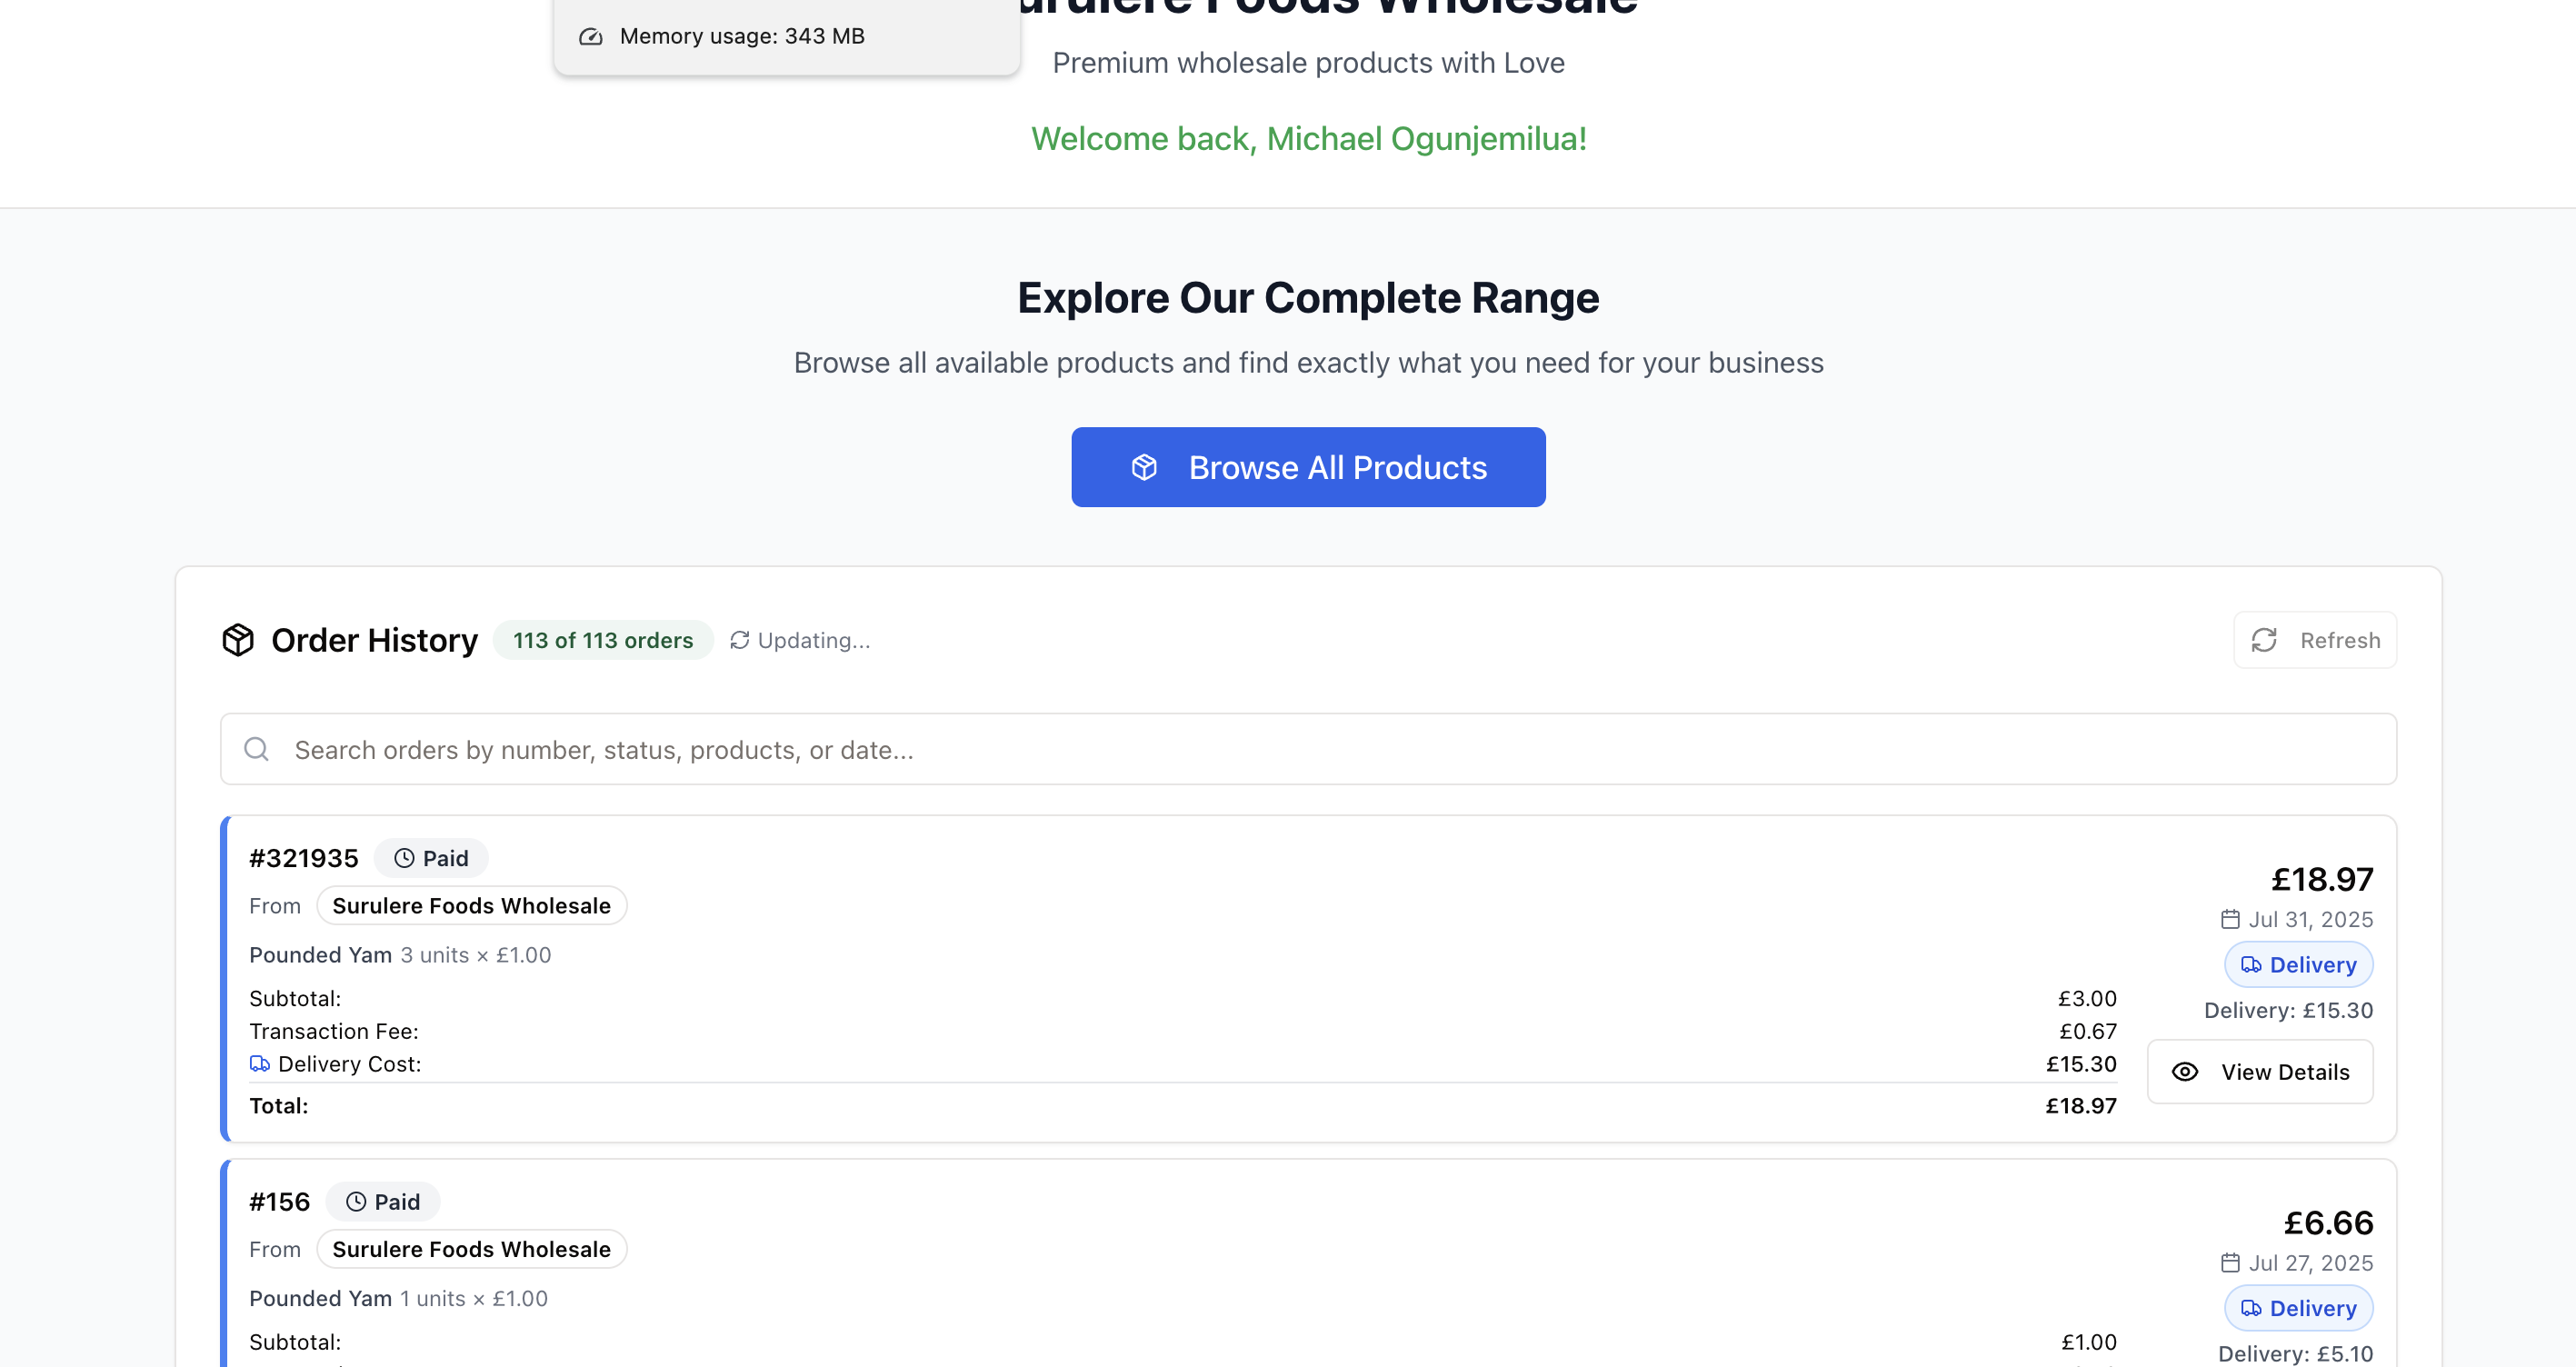 Surulere Foods Wholesale
Memory usage: 343 MB
Premium wholesale products with Love
Welcome back, Michael Ogunjemilua!
Explore Our Complete Range
Browse all available products and find exactly what you need for your business
Browse All Products
Order History 113 of 113 orders Updating... Refresh
Search orders by number, status, products, or date...
#321935 Paid
£18.97
From Surulere Foods Wholesale
Jul 31, 2025
Pounded Yam 3 units × £1.00
Delivery
Subtotal: £3.00
Delivery: £15.30
Transaction Fee: £0.67
Delivery Cost: £15.30
View Details
Total: £18.97
#156 Paid
£6.66
From Surulere Foods Wholesale
Jul 27, 2025
Pounded Yam 1 units × £1.00
Delivery
Subtotal: £1.00
Delivery: £5.10